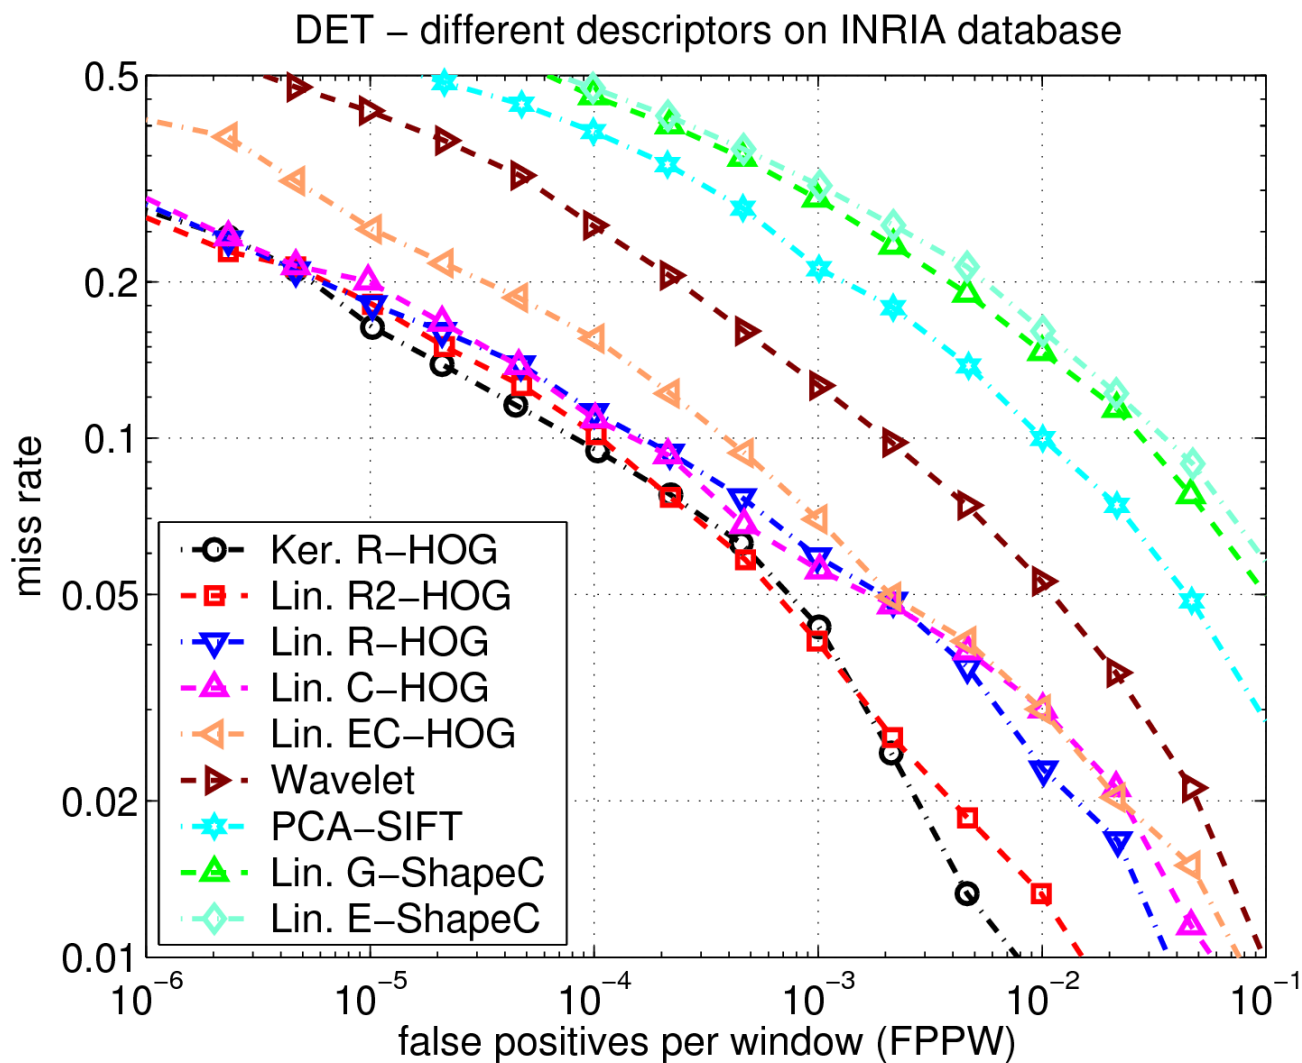 DET – different descriptors on INRIA database
0.5
0.2
0.1
0.05
0.02
0.01
miss rate
Ker. R–HOG
Lin. R2–HOG
Lin. R–HOG
Lin. C–HOG
Lin. EC–HOG
Wavelet
PCA–SIFT
Lin. G–ShapeC
Lin. E–ShapeC
10⁻⁶ 10⁻⁵ 10⁻⁴ 10⁻³ 10⁻² 10⁻¹
false positives per window (FPPW)